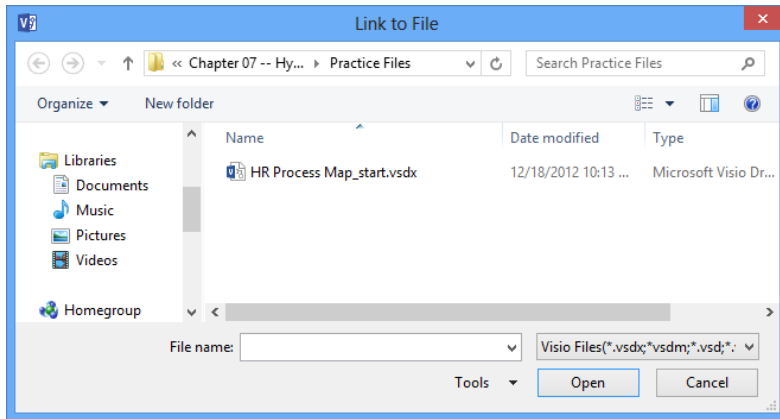 Link to File
« Chapter 07 -- Hy... Practice Files
Search Practice Files
Organize New folder
Name Date modified Type
Libraries
HR Process Map_start.vsdx 12/18/2012 10:13 ... Microsoft Visio Dr...
Documents
Music
Pictures
Videos
Homegroup
File name: Visio Files(*.vsdx;*vsdm;*.vsd;*.
Tools Open Cancel